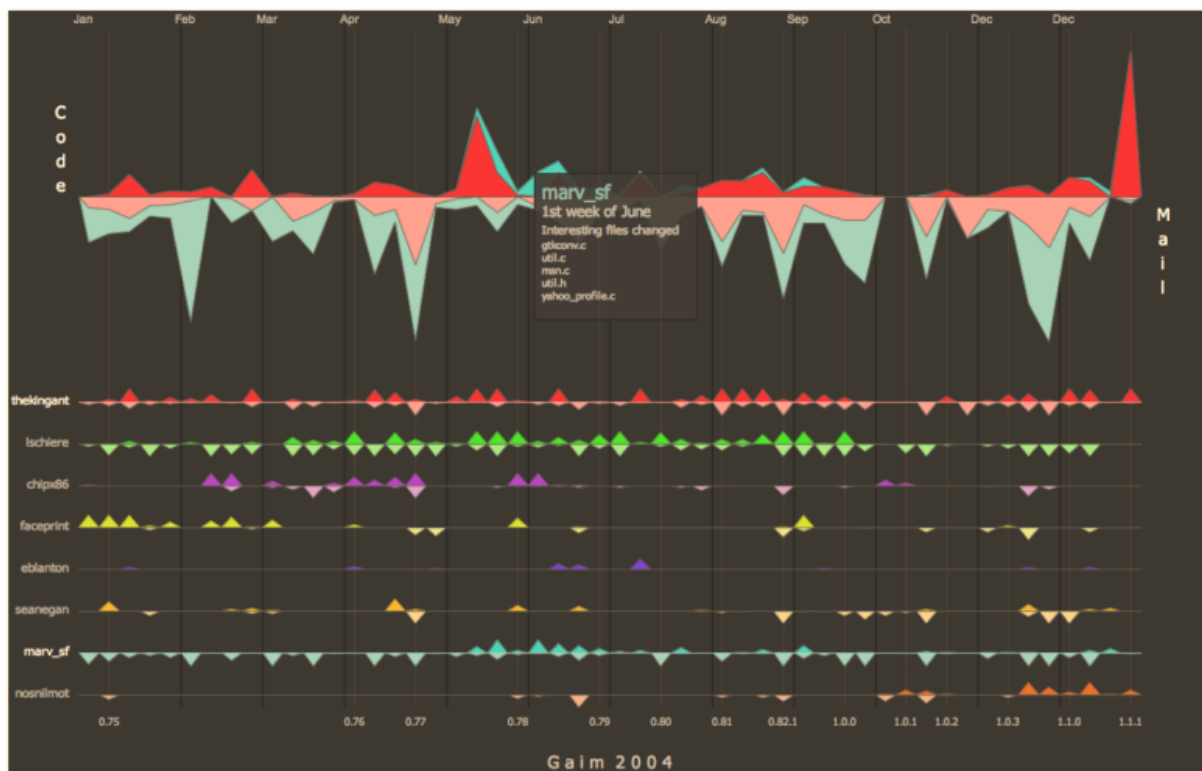 Jan Feb Mar Apr May Jun Jul Aug Sep Oct Dec Dec
Code
Mail
marv_sf
1st week of June
Interesting files changed
gtkconv.c
util.c
man.c
util.h
yahoo_profile.c
thekingant
lschiere
chipx86
faceprint
eblanton
seanegan
marv_sf
nosnilmot
0.75 0.76 0.77 0.78 0.79 0.80 0.81 0.82.1 1.0.0 1.0.1 1.0.2 1.0.3 1.1.0 1.1.1
Gaim 2004